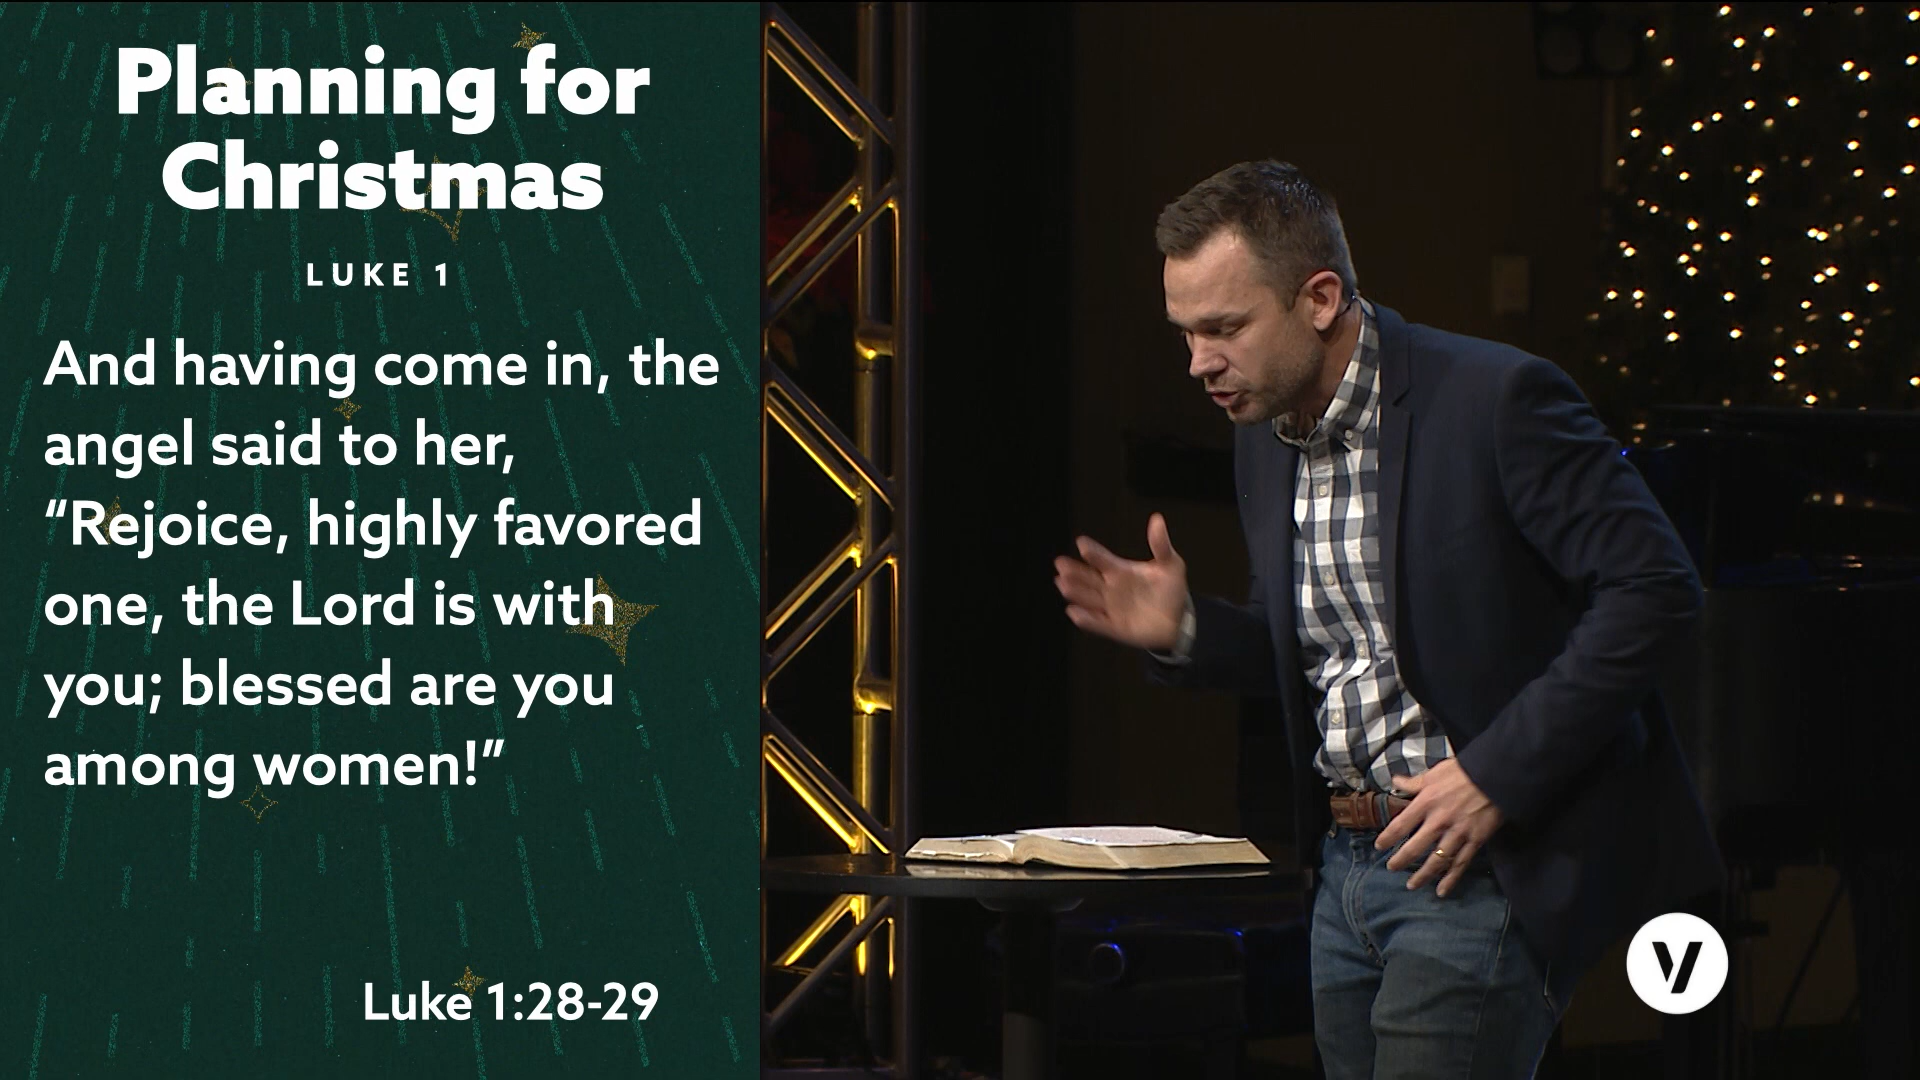 Planning for
Christmas
LUKE 1
And having come in, the
angel said to her,
“Rejoice, highly favored
one, the Lord is with
you; blessed are you
among women!”
Luke 1:28-29